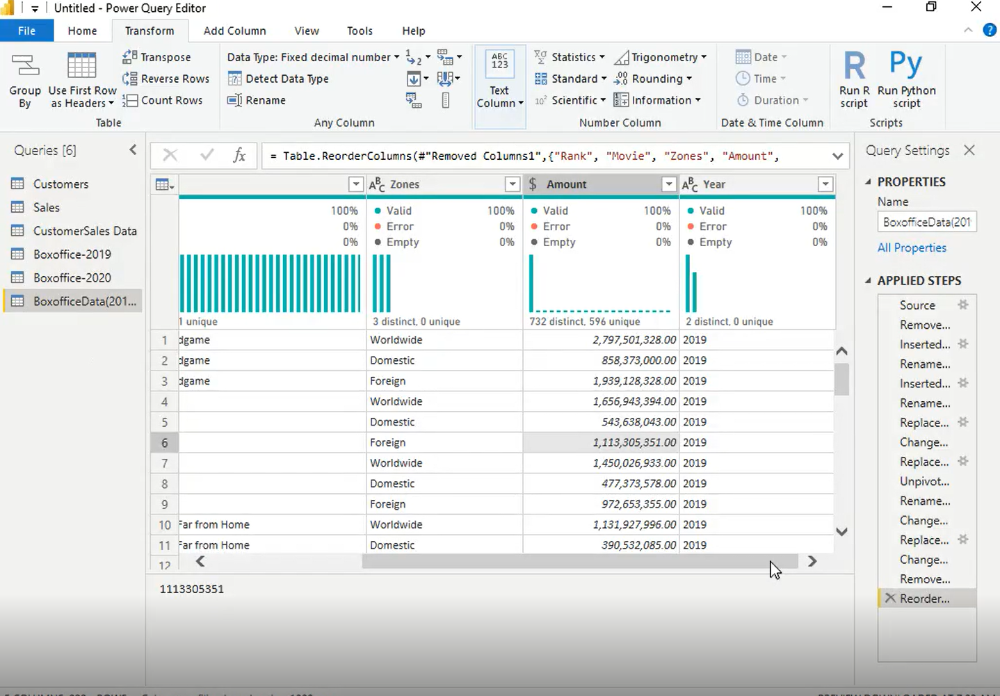 Untitled - Power Query Editor
File Home Transform Add Column View Tools Help
Group By
Use First Row as Headers
Transpose
Reverse Rows
Count Rows
Table
Data Type: Fixed decimal number
Detect Data Type
Rename
Any Column
ABC
123
Text Column
Statistics
Standard
Scientific
Trigonometry
Rounding
Information
Number Column
Date
Time
Duration
Date & Time Column
R
Run R script
Py
Run Python script
Scripts
Queries [6]
Customers
Sales
CustomerSales Data
Boxoffice-2019
Boxoffice-2020
BoxofficeData(201...
fx = Table.ReorderColumns(#"Removed Columns1",{"Rank", "Movie", "Zones", "Amount",
ABC Zones $ Amount ABC Year
100% Valid 100% Valid 100% Valid 100%
0% Error 0% Error 0% Error 0%
0% Empty 0% Empty 0% Empty 0%
1 unique 3 distinct, 0 unique 732 distinct, 596 unique 2 distinct, 0 unique
1 dgame Worldwide 2,797,501,328.00 2019
2 dgame Domestic 858,373,000.00 2019
3 dgame Foreign 1,939,128,328.00 2019
4 Worldwide 1,656,943,394.00 2019
5 Domestic 543,638,043.00 2019
6 Foreign 1,113,305,351.00 2019
7 Worldwide 1,450,026,933.00 2019
8 Domestic 477,373,578.00 2019
9 Foreign 972,653,355.00 2019
10 Far from Home Worldwide 1,131,927,996.00 2019
11 Far from Home Domestic 390,532,085.00 2019
12
1113305351
Query Settings
PROPERTIES
Name
BoxofficeData(201
All Properties
APPLIED STEPS
Source
Remove...
Inserted...
Rename...
Inserted...
Rename...
Replace...
Change...
Replace...
Unpivot...
Rename...
Change...
Replace...
Change...
Remove...
Reorder...